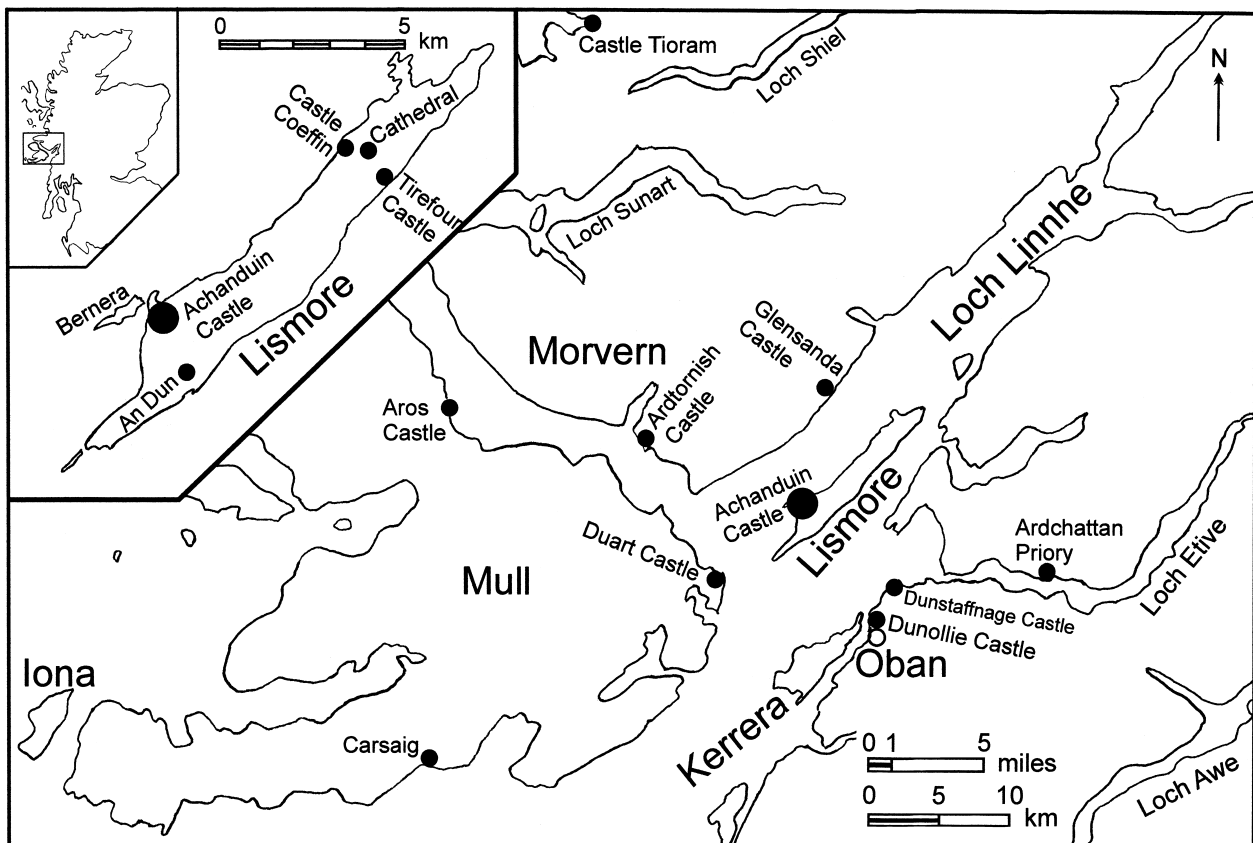 0 5
km
Castle Tioram
Loch Shiel
N
Castle
Coeffin
Cathedral
Tirefour
Castle
Loch Sunart
Loch Linnhe
Bernera
Achanduin
Castle
Lismore
An Dun
Morvern
Glensanda
Castle
Aros
Castle
Ardtornish
Castle
Achanduin
Castle
Lismore
Duart Castle
Ardchattan
Priory
Loch Etive
Mull
Dunstaffnage Castle
Dunollie Castle
Oban
Iona
Kerrera
Carsaig
0 1 5
miles
0 5 10
km
Loch Awe